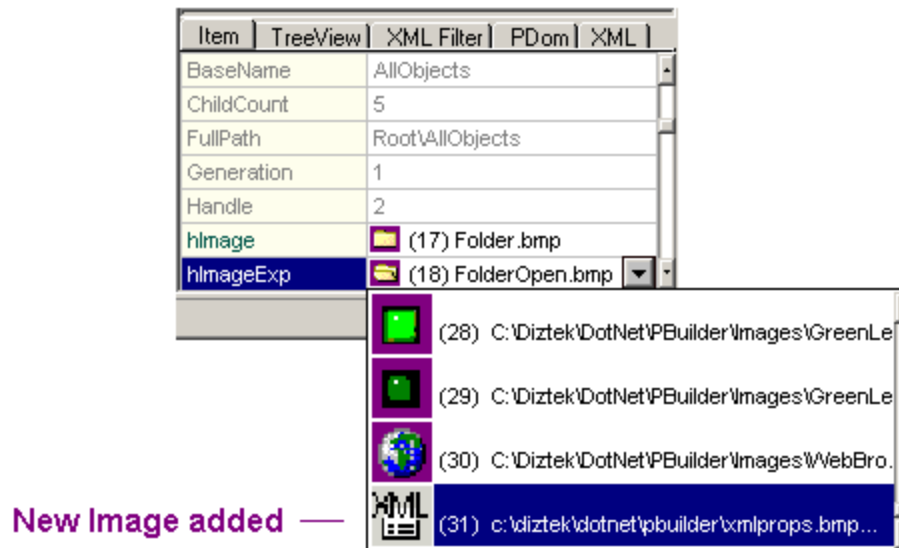 Item TreeView XML Filter PDom XML
BaseName AllObjects
ChildCount 5
FullPath Root\AllObjects
Generation 1
Handle 2
hImage (17) Folder.bmp
hImageExp (18) FolderOpen.bmp
(28) C:\Diztek\DotNet\PBuilder\Images\GreenLe
(29) C:\Diztek\DotNet\PBuilder\Images\GreenLe
(30) C:\Diztek\DotNet\PBuilder\Images\WebBro.
New Image added XML (31) c:\diztek\dotnet\pbuilder\xmlprops.bmp...